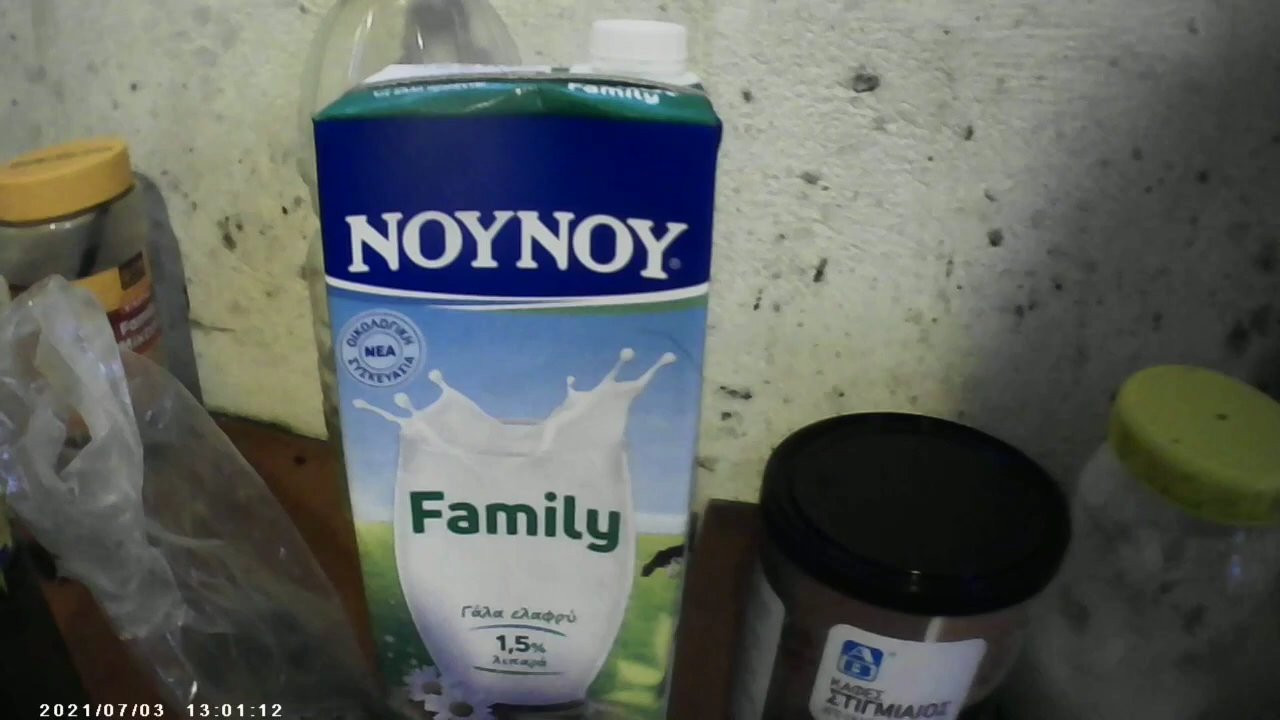 Family
NOYNOY
ΟΙΚΟΛΟΓΙΚΗ
ΝΕΑ
ΣΥΣΚΕΥΑΣΙΑ
Family
Γάλα ελαφρύ
1,5%
λιπαρά
AB
ΚΑΦΕΣ
ΣΤΙΓΜΙΑΙΟΣ
2021/07/03 13:01:12